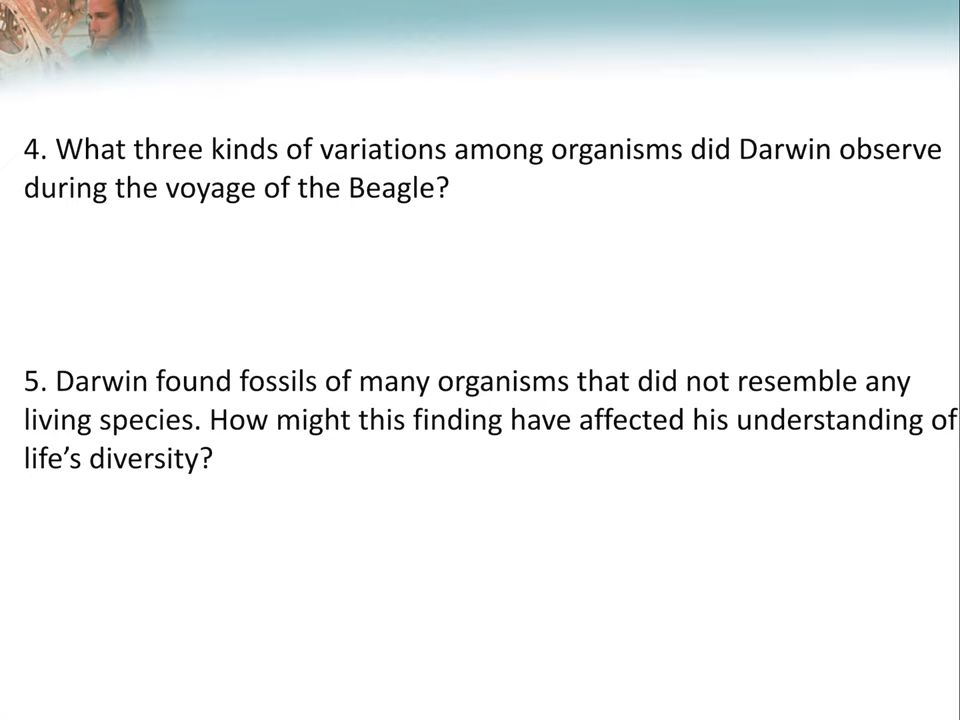 4. What three kinds of variations among organisms did Darwin observe
during the voyage of the Beagle?
5. Darwin found fossils of many organisms that did not resemble any
living species. How might this finding have affected his understanding of
life’s diversity?